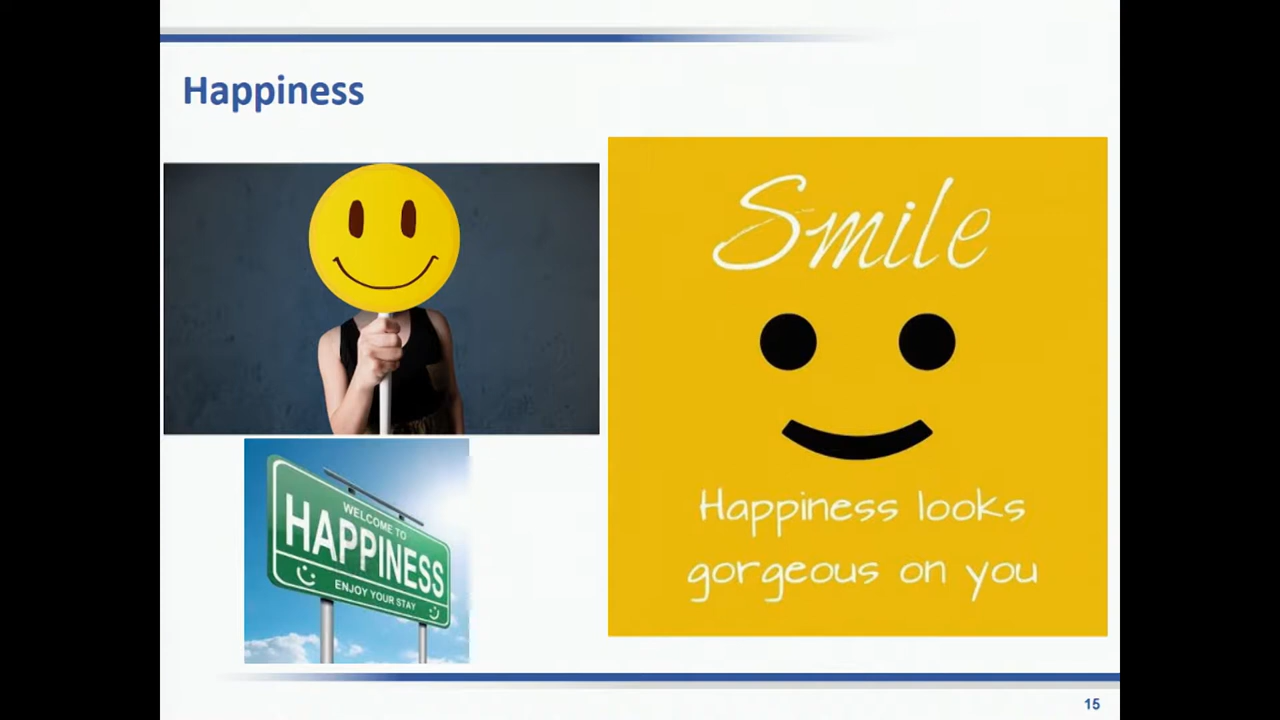 Happiness
Smile
Happiness looks
gorgeous on you
WELCOME TO
HAPPINESS
ENJOY YOUR STAY
15